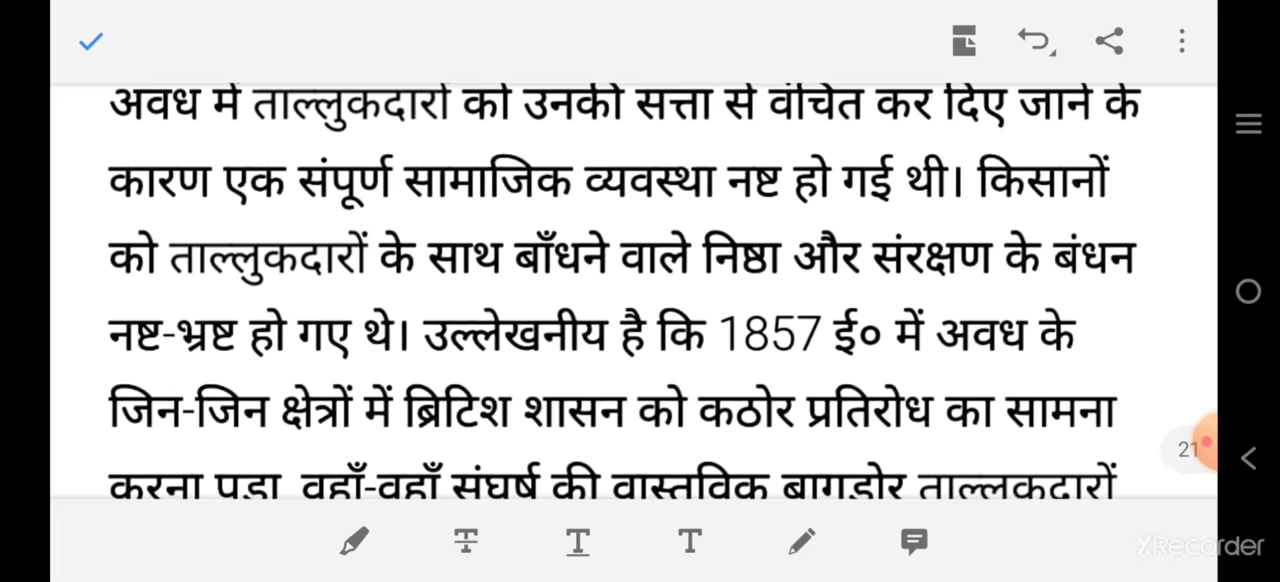 अवध में ताल्लुकदारों को उनकी सत्ता से वंचित कर दिए जाने के
कारण एक संपूर्ण सामाजिक व्यवस्था नष्ट हो गई थी। किसानों
को ताल्लुकदारों के साथ बाँधने वाले निष्ठा और संरक्षण के बंधन
नष्ट-भ्रष्ट हो गए थे। उल्लेखनीय है कि 1857 ई० में अवध के
जिन-जिन क्षेत्रों में ब्रिटिश शासन को कठोर प्रतिरोध का सामना
21
करना पड़ा, वहाँ-वहाँ संघर्ष की वास्तविक बागडोर ताल्लुकदारों
XRecorder